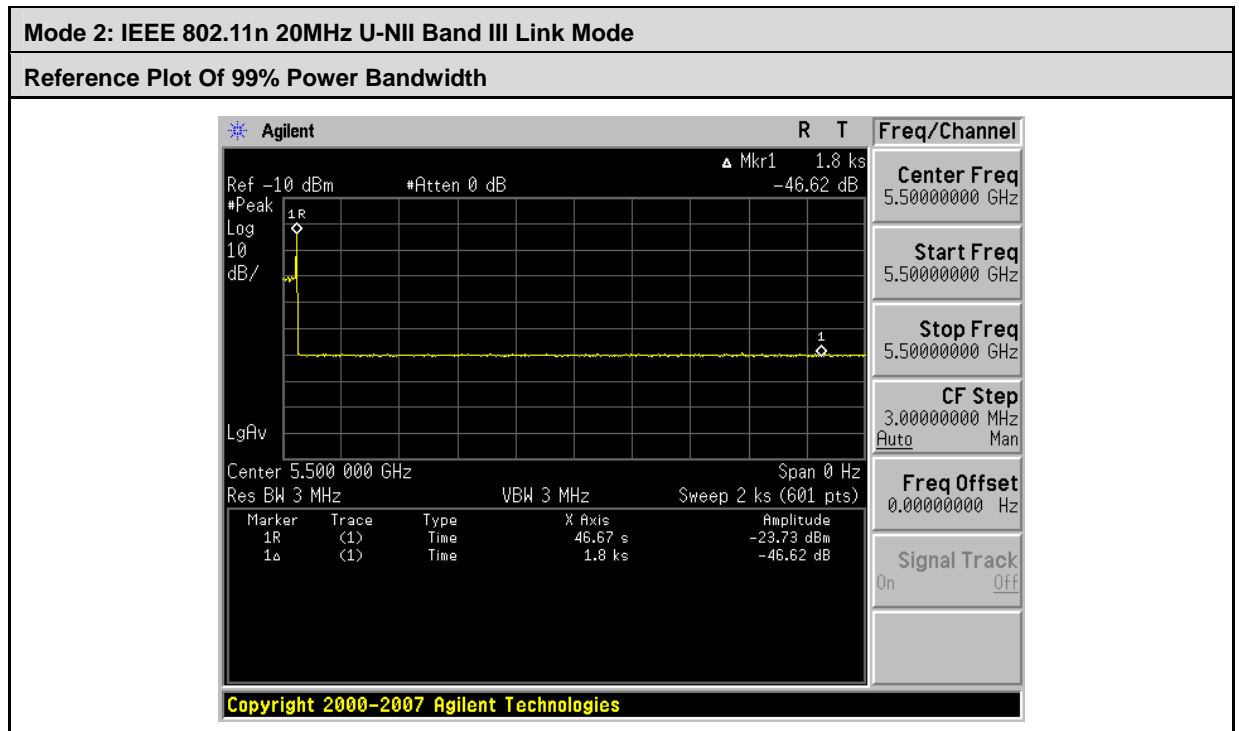 Mode 2: IEEE 802.11n 20MHz U-NII Band III Link Mode
Reference Plot Of 99% Power Bandwidth
Agilent R T Freq/Channel
Δ Mkr1 1.8 ks
Ref -10 dBm #Atten 0 dB -46.62 dB
#Peak
Log
10
dB/
1R
1
LgAv
Center 5.500 000 GHz Span 0 Hz
Res BW 3 MHz VBW 3 MHz Sweep 2 ks (601 pts)
Marker Trace Type X Axis Amplitude
1R (1) Time 46.67 s -23.73 dBm
1Δ (1) Time 1.8 ks -46.62 dB
Center Freq
5.50000000 GHz
Start Freq
5.50000000 GHz
Stop Freq
5.50000000 GHz
CF Step
3.00000000 MHz
Auto Man
Freq Offset
0.00000000 Hz
Signal Track
On Off
Copyright 2000-2007 Agilent Technologies